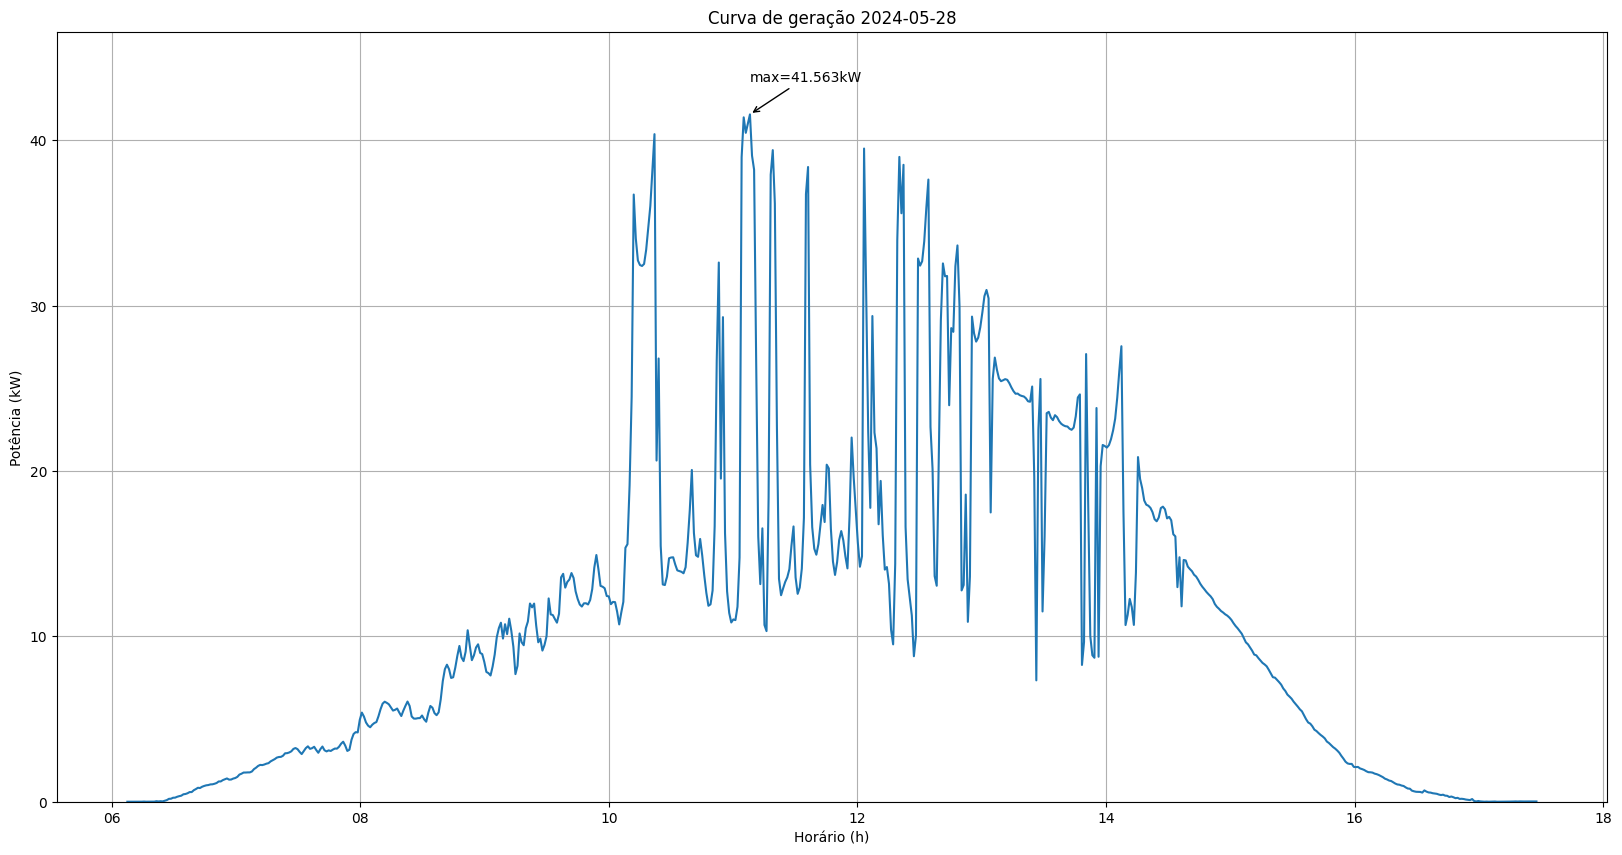 Curva de geração 2024-05-28
max=41.563kW
40
30
20
10
0
Potência (kW)
06 08 10 12 14 16 18
Horário (h)